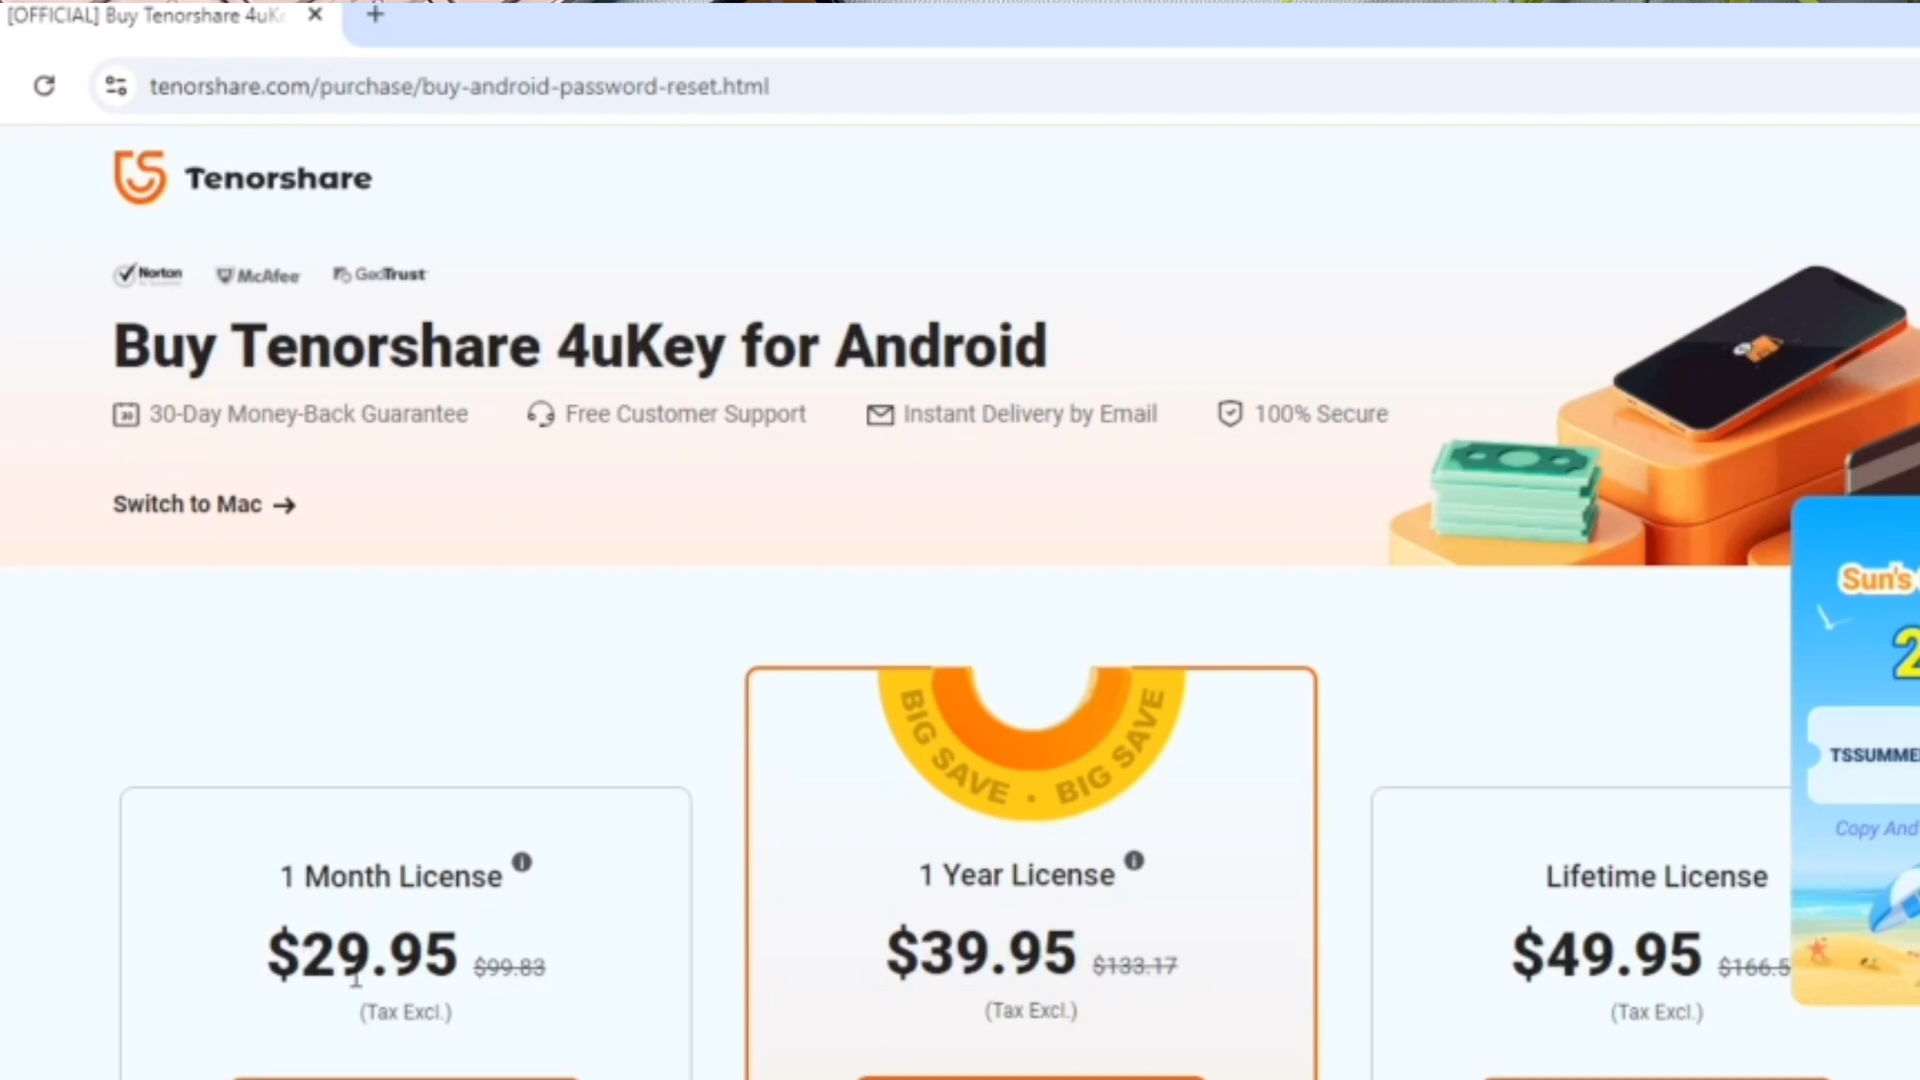 [OFFICIAL] Buy Tenorshare 4uK
tenorshare.com/purchase/buy-android-password-reset.html
Tenorshare
Norton McAfee GeoTrust
Buy Tenorshare 4uKey for Android
30-Day Money-Back Guarantee Free Customer Support Instant Delivery by Email 100% Secure
Switch to Mac →
Sun's
2
TSSUMME
Copy And
BIG SAVE · BIG SAVE
1 Month License
$29.95 $99.83
(Tax Excl.)
1 Year License
$39.95 $133.17
(Tax Excl.)
Lifetime License
$49.95 $166.5
(Tax Excl.)